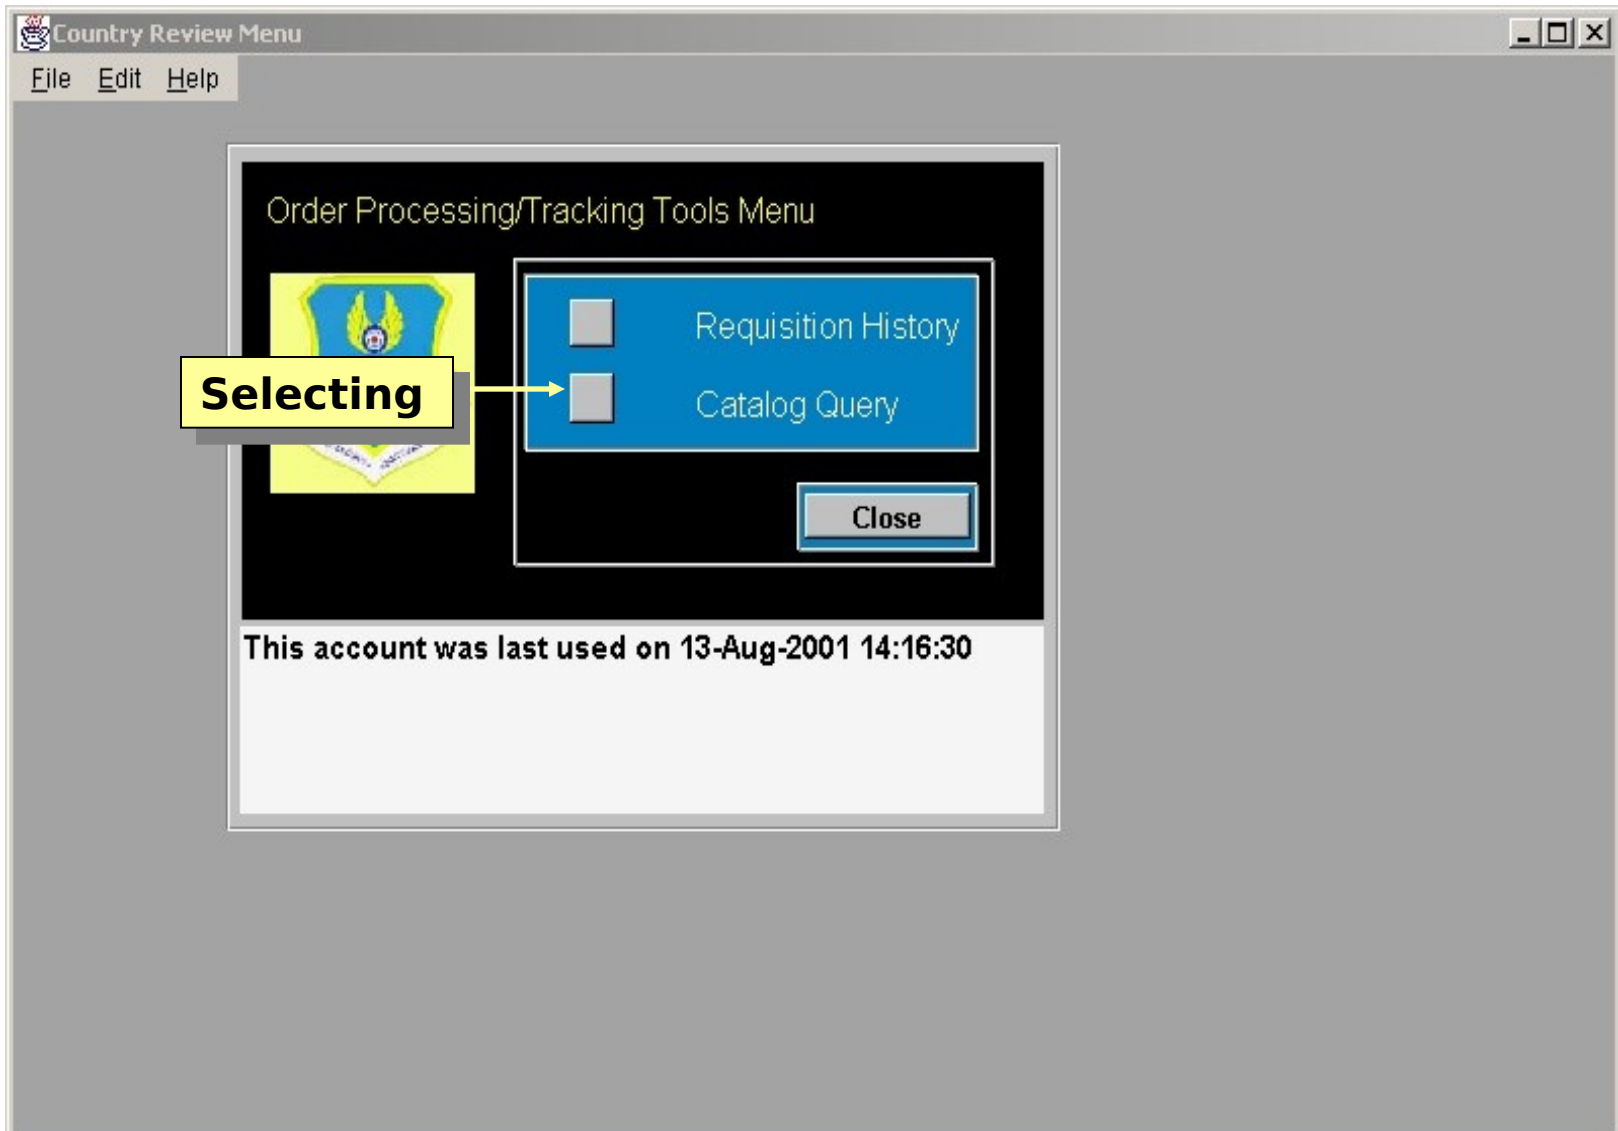 Country Review Menu
File Edit Help
Order Processing/Tracking Tools Menu
Requisition History
Selecting
Catalog Query
Close
This account was last used on 13-Aug-2001 14:16:30